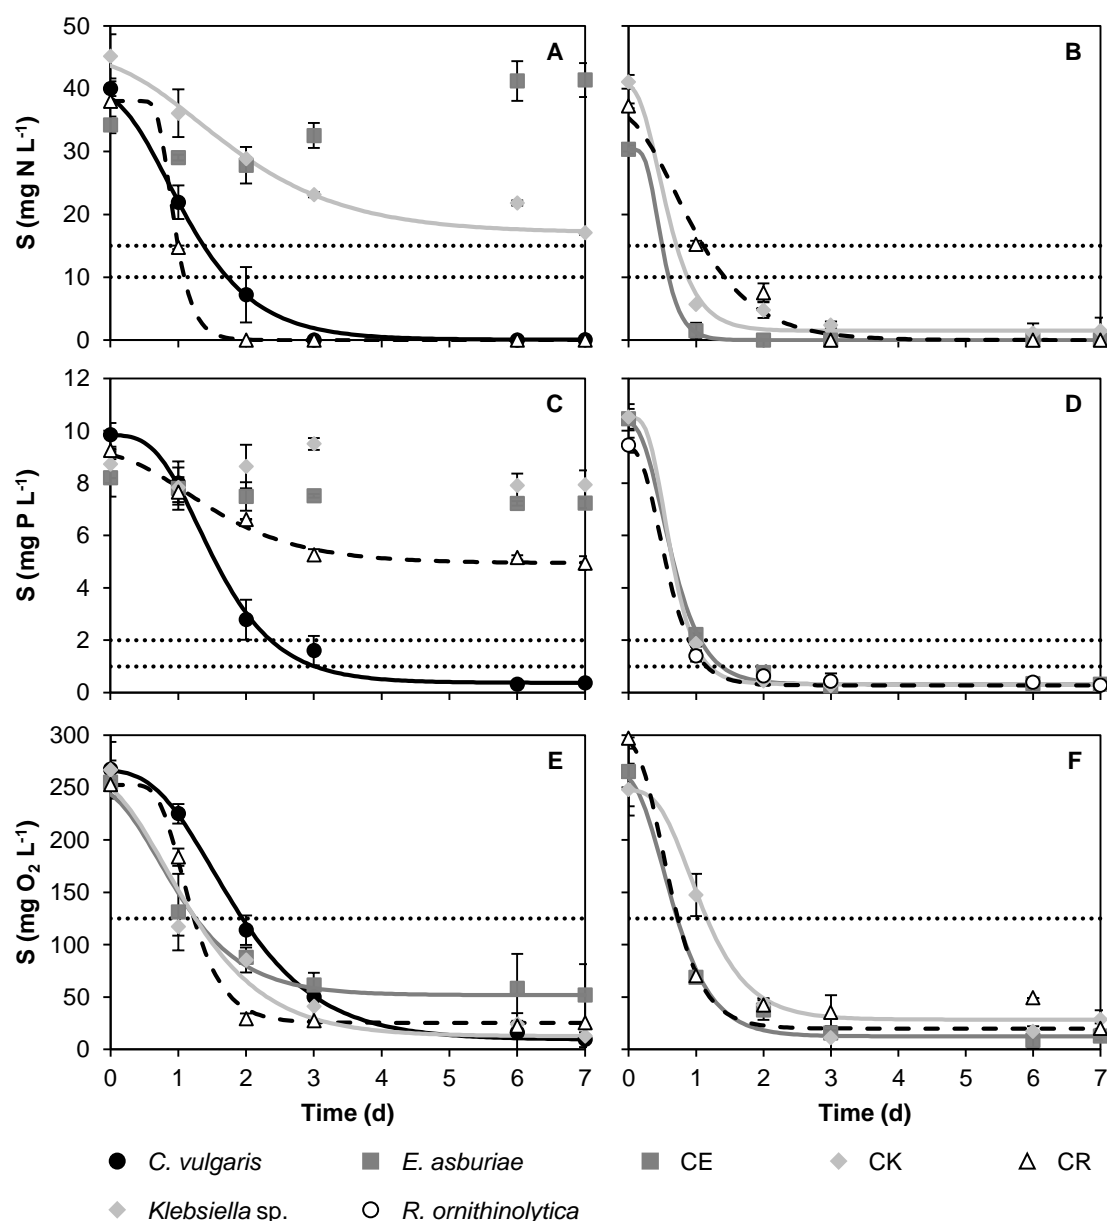 50
40
30
20
10
0
S (mg N L-1)
A
B
12
10
8
6
4
2
0
S (mg P L-1)
C
D
300
250
200
150
100
50
0
S (mg O2 L-1)
E
F
0 1 2 3 4 5 6 7
0 1 2 3 4 5 6 7
Time (d)
Time (d)
C. vulgaris E. asburiae CE CK CR
Klebsiella sp. R. ornithinolytica